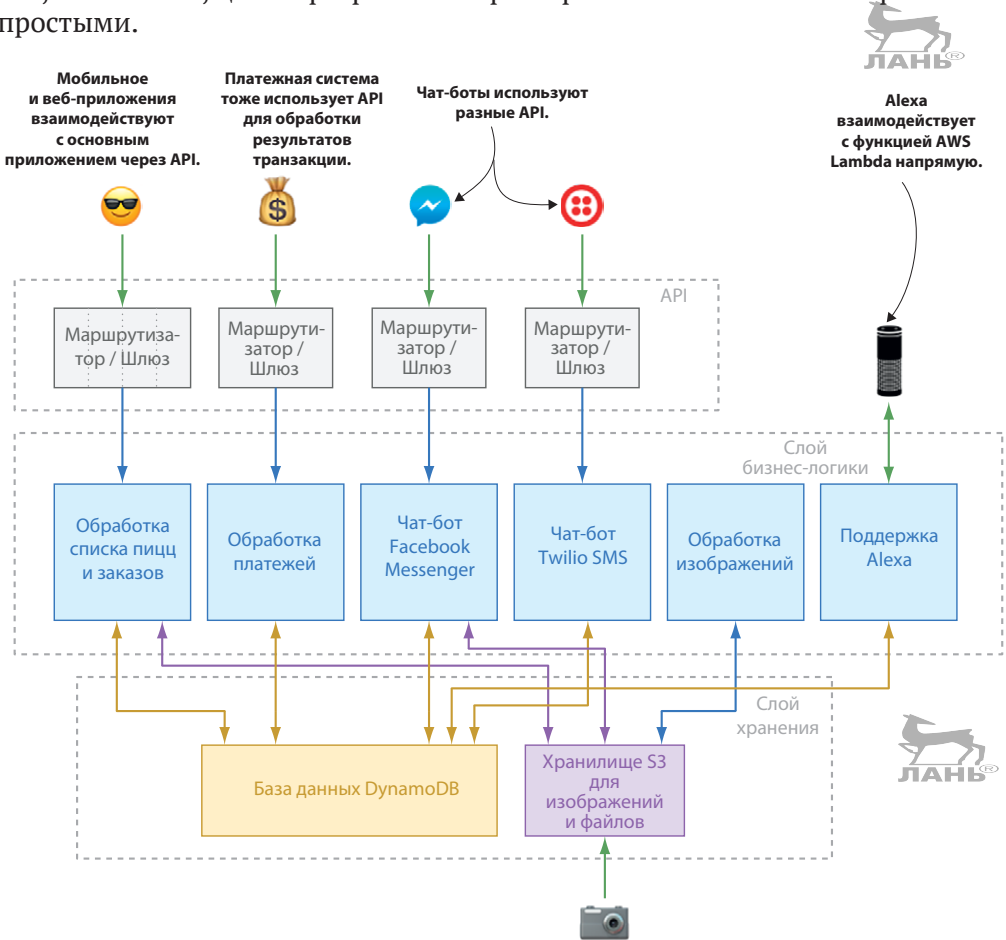 простыми.
ЛАНЬ®
Мобильное
и веб-приложения
взаимодействуют
с основным
приложением через API.
Платежная система
тоже использует API
для обработки
результатов
транзакции.
Чат-боты используют
разные API.
Alexa
взаимодействует
с функцией AWS
Lambda напрямую.
API
Маршрутиза-
тор / Шлюз
Маршрути-
затор /
Шлюз
Маршрути-
затор /
Шлюз
Маршрути-
затор /
Шлюз
Слой
бизнес-логики
Обработка
списка пицц
и заказов
Обработка
платежей
Чат-бот
Facebook
Messenger
Чат-бот
Twilio SMS
Обработка
изображений
Поддержка
Alexa
Слой
хранения
База данных DynamoDB
Хранилище S3
для
изображений
и файлов
ЛАНЬ®